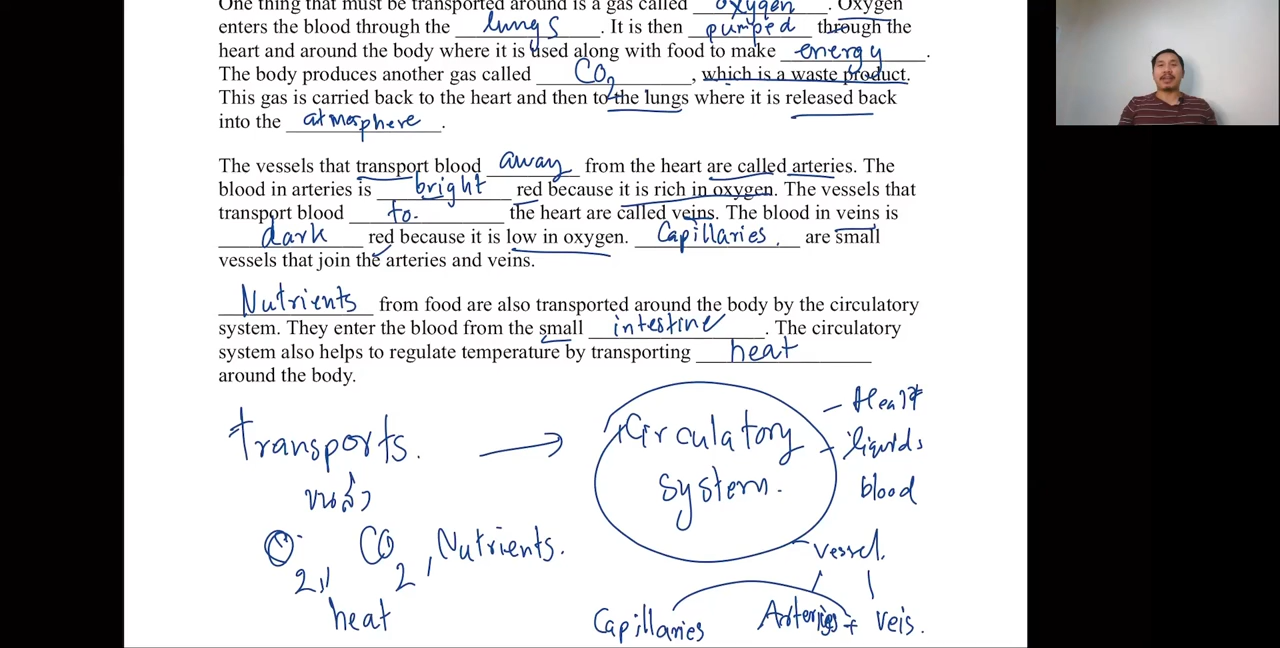 One thing that must be transported around is a gas called oxygen. Oxygen
enters the blood through the lungs. It is then pumped through the
heart and around the body where it is used along with food to make energy.
The body produces another gas called CO2, which is a waste product.
This gas is carried back to the heart and then to the lungs where it is released back
into the atmosphere.
The vessels that transport blood away from the heart are called arteries. The
blood in arteries is bright red because it is rich in oxygen. The vessels that
transport blood to. the heart are called veins. The blood in veins is
dark red because it is low in oxygen. Capillaries. are small
vessels that join the arteries and veins.
Nutrients from food are also transported around the body by the circulatory
system. They enter the blood from the small intestine. The circulatory
system also helps to regulate temperature by transporting heat
around the body.
transports. → Circulatory
system.
ขนส่ง
- liquids
blood
O2, CO2, Nutrients.
heat
- vessel.
Capillaries Arteries + veis.